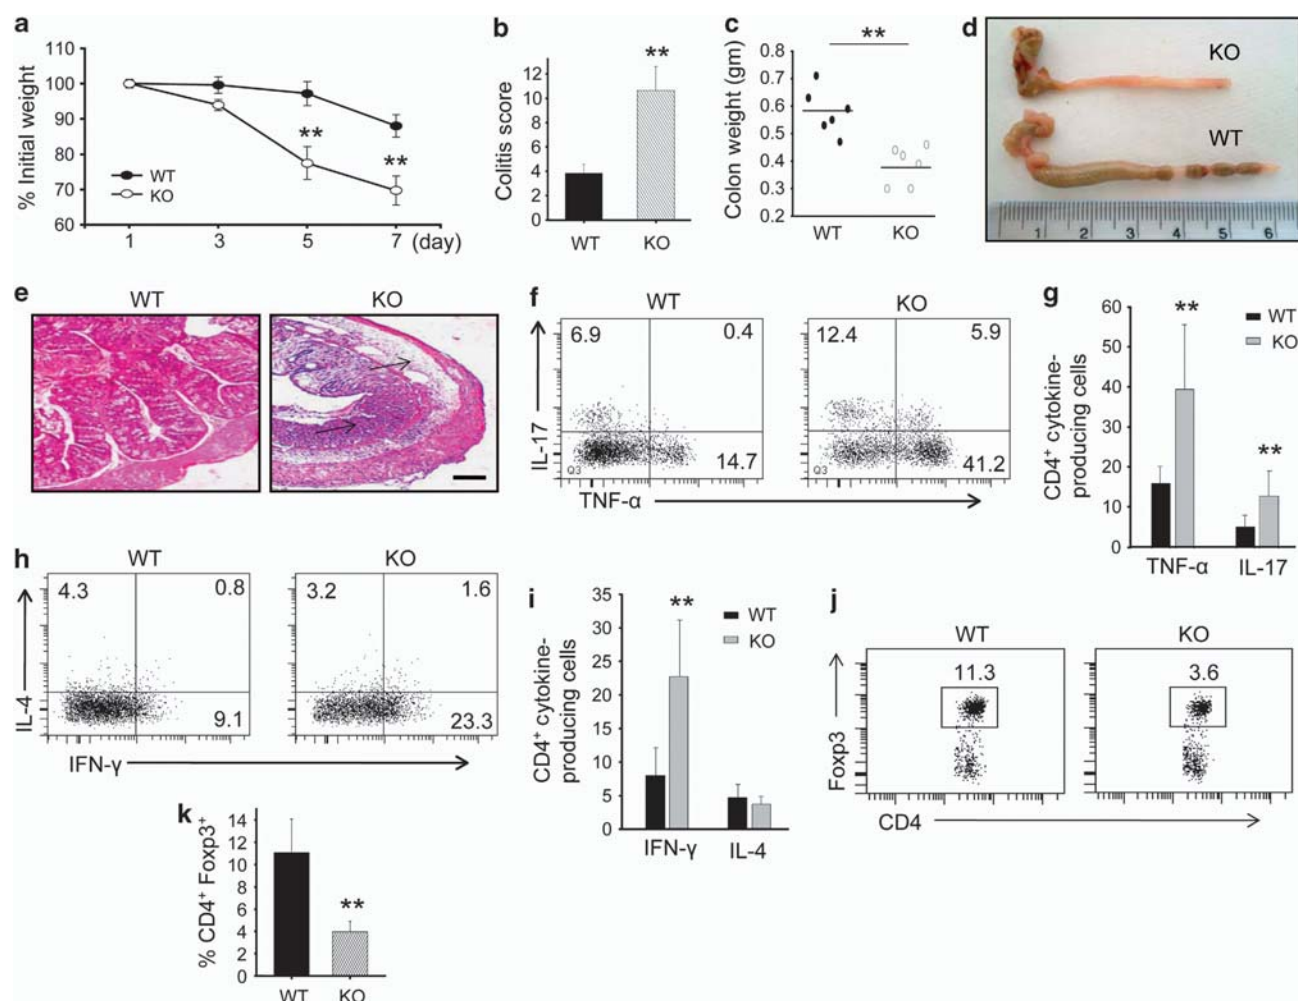 a
% Initial weight
110
100
90
80
70
60
**
**
WT
KO
1 3 5 7 (day)
b
Colitis score
12
10
8
6
4
2
0
**
WT KO
c
Colon weight (gm)
**
0.8
0.7
0.6
0.5
0.4
0.3
0.2
WT KO
d
KO
WT
1 2 3 4 5 6
e
WT KO
f
WT KO
6.9 0.4
14.7
12.4 5.9
41.2
Q3
Q3
IL-17
TNF-α
g
CD4⁺ cytokine-
producing cells
60
50
40
30
20
10
0
**
**
WT
KO
TNF-α IL-17
h
WT KO
4.3 0.8
9.1
3.2 1.6
23.3
IL-4
IFN-γ
i
CD4⁺ cytokine-
producing cells
35
30
25
20
15
10
5
0
**
WT
KO
IFN-γ IL-4
j
WT KO
11.3 3.6
Foxp3
CD4
k
% CD4⁺ Foxp3⁺
14
12
10
8
6
4
2
0
**
WT KO